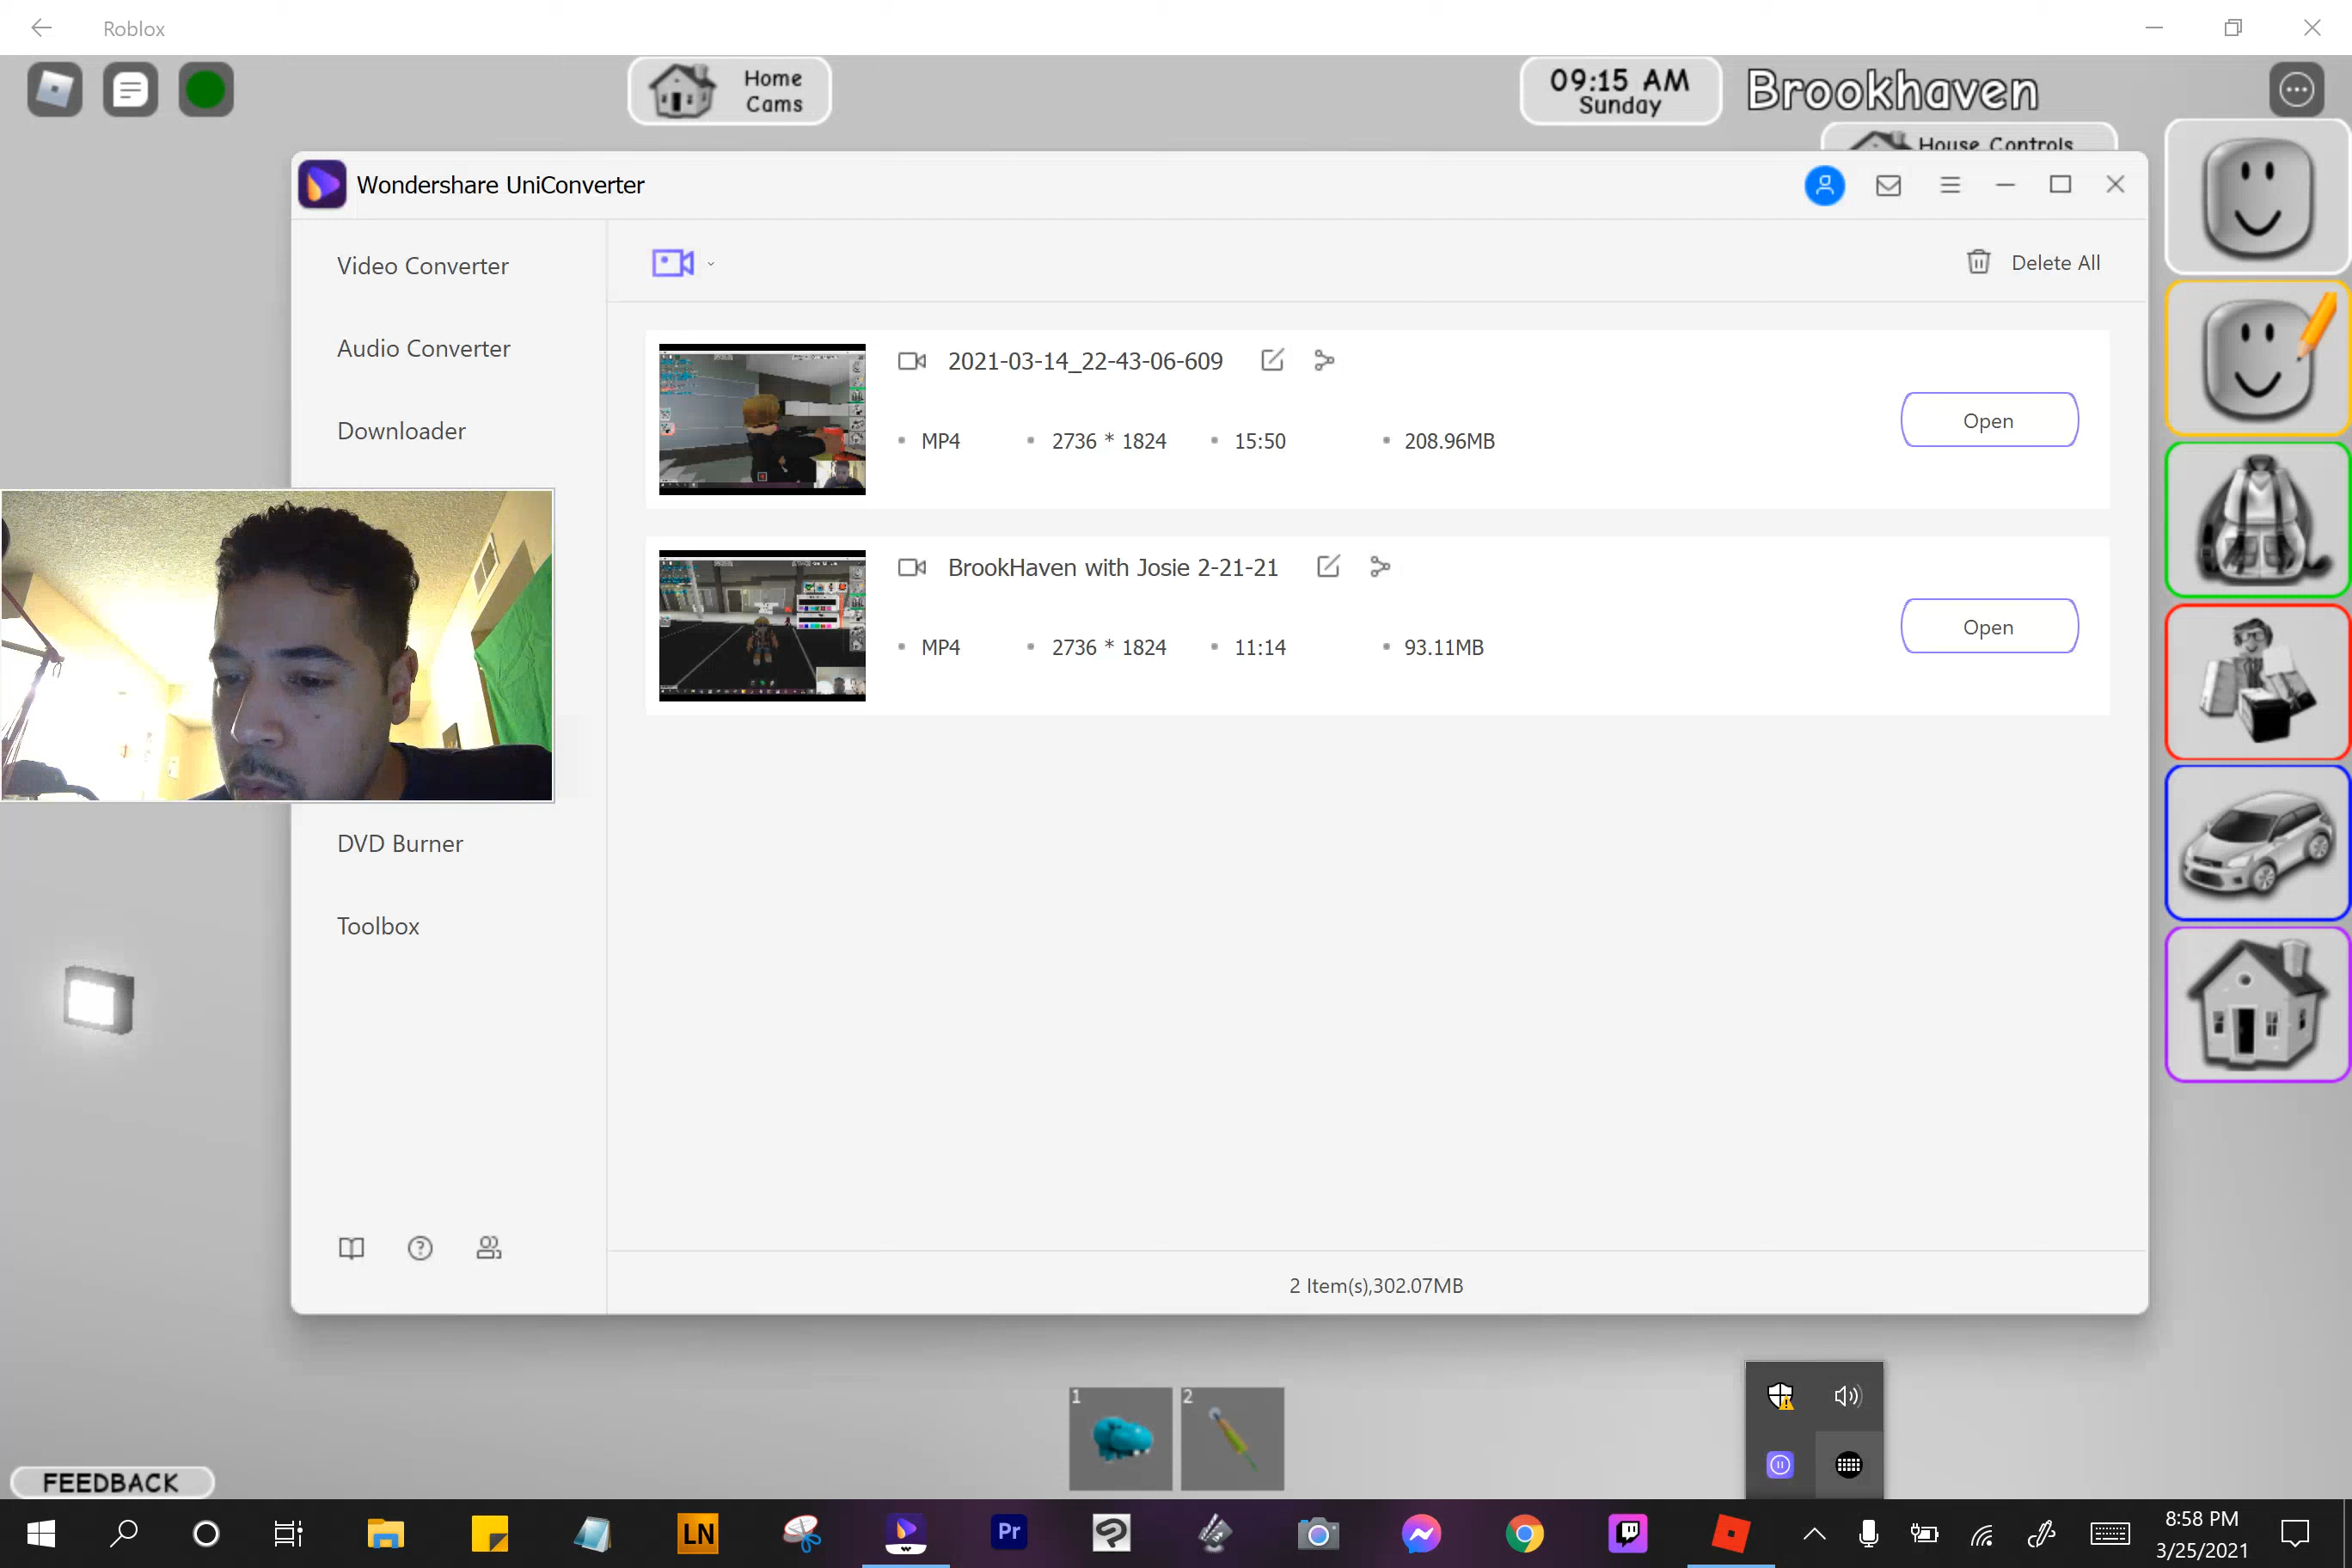 Roblox
Home
Cams
09:15 AM
Sunday
Brookhaven
House Controls
Wondershare UniConverter
Video Converter
Audio Converter
Downloader
DVD Burner
Toolbox
Delete All
2021-03-14_22-43-06-609
MP4 2736 * 1824 15:50 208.96MB
Open
BrookHaven with Josie 2-21-21
MP4 2736 * 1824 11:14 93.11MB
Open
2 Item(s),302.07MB
1
2
FEEDBACK
LN
Pr
8:58 PM
3/25/2021